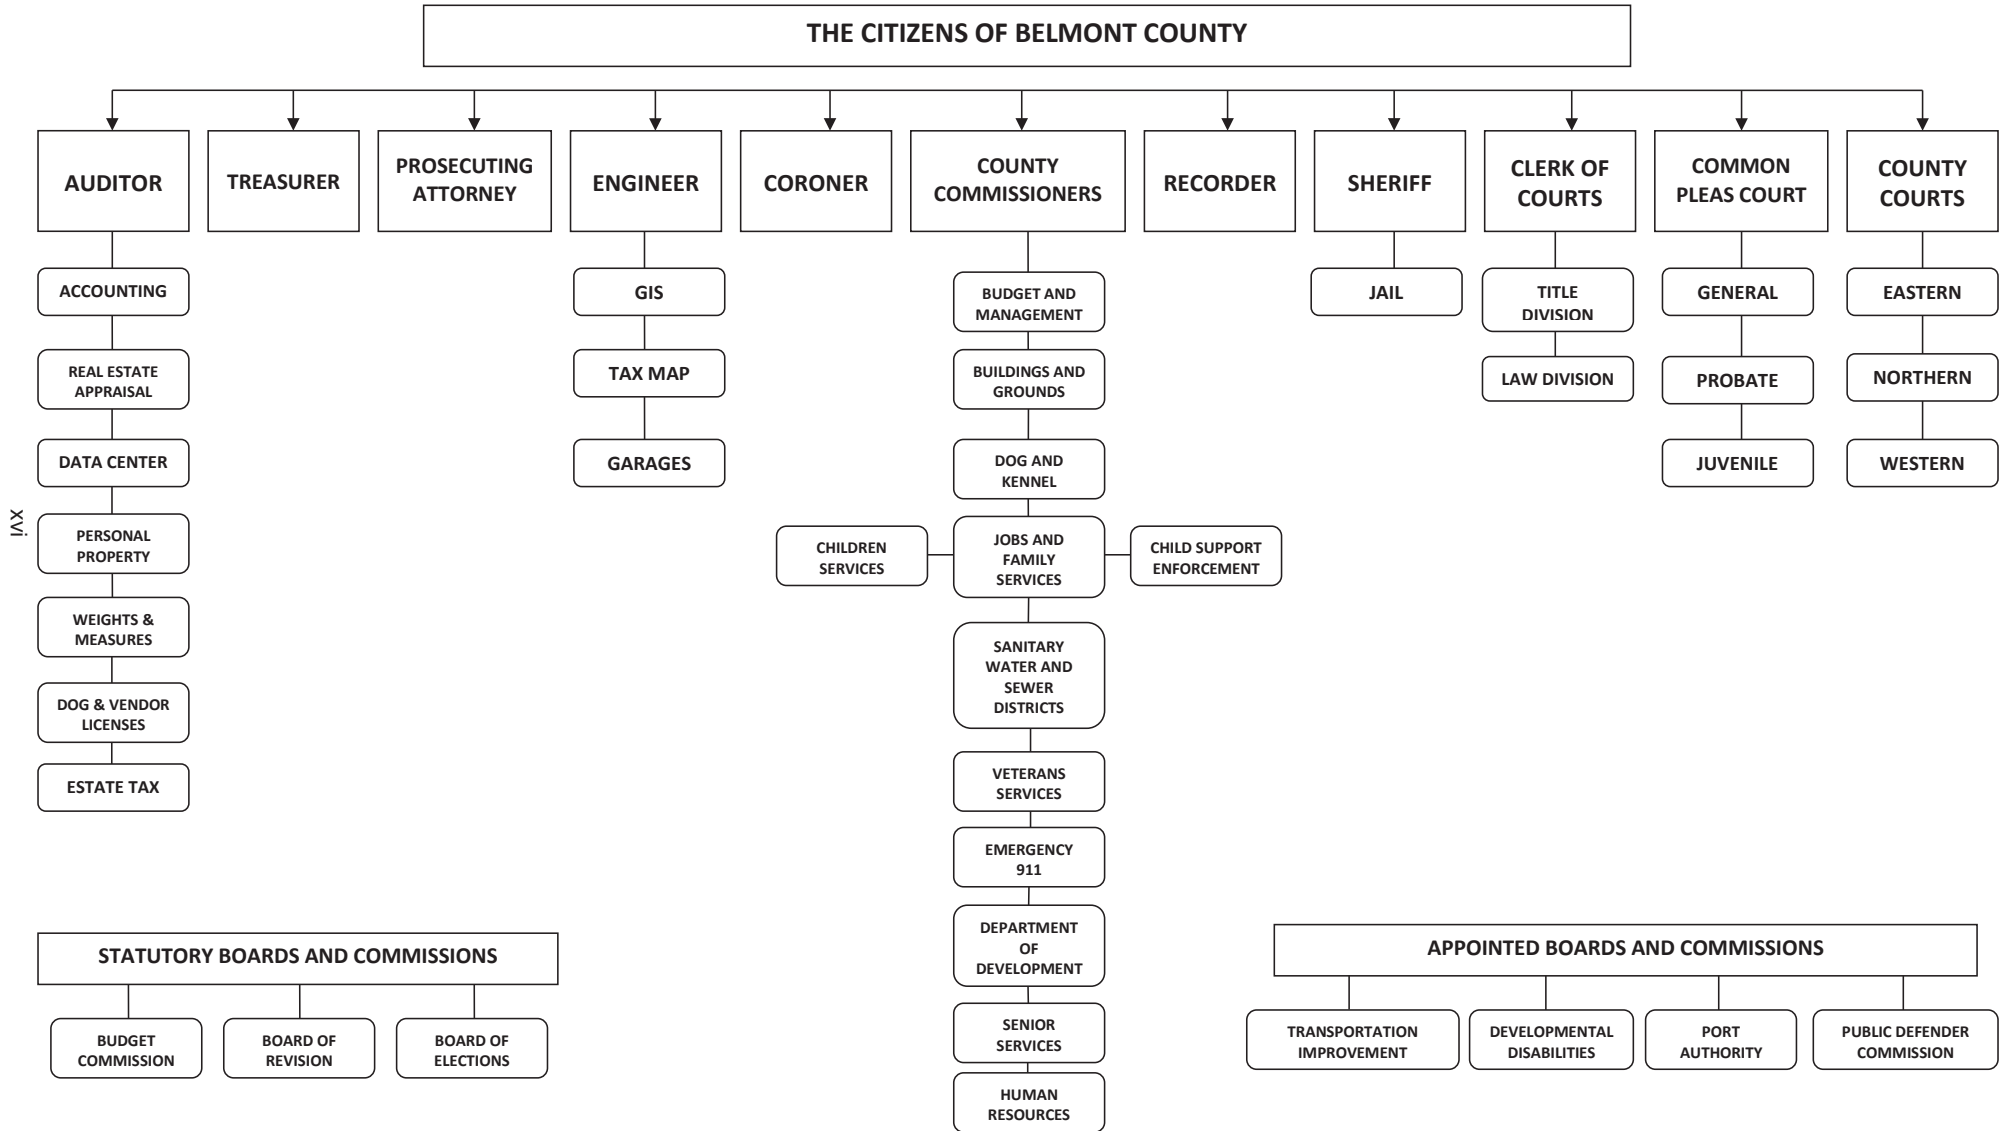 THE CITIZENS OF BELMONT COUNTY
AUDITOR
TREASURER
PROSECUTING
ATTORNEY
ENGINEER
CORONER
COUNTY
COMMISSIONERS
RECORDER
SHERIFF
CLERK OF
COURTS
COMMON
PLEAS COURT
COUNTY
COURTS
ACCOUNTING
REAL ESTATE
APPRAISAL
DATA CENTER
PERSONAL
PROPERTY
WEIGHTS &
MEASURES
DOG & VENDOR
LICENSES
ESTATE TAX
GIS
TAX MAP
GARAGES
BUDGET AND
MANAGEMENT
BUILDINGS AND
GROUNDS
DOG AND
KENNEL
CHILDREN
SERVICES
JOBS AND
FAMILY
SERVICES
CHILD SUPPORT
ENFORCEMENT
SANITARY
WATER AND
SEWER
DISTRICTS
VETERANS
SERVICES
EMERGENCY
911
DEPARTMENT
OF
DEVELOPMENT
SENIOR
SERVICES
HUMAN
RESOURCES
JAIL
TITLE
DIVISION
LAW DIVISION
GENERAL
PROBATE
JUVENILE
EASTERN
NORTHERN
WESTERN
xvi
STATUTORY BOARDS AND COMMISSIONS
BUDGET
COMMISSION
BOARD OF
REVISION
BOARD OF
ELECTIONS
APPOINTED BOARDS AND COMMISSIONS
TRANSPORTATION
IMPROVEMENT
DEVELOPMENTAL
DISABILITIES
PORT
AUTHORITY
PUBLIC DEFENDER
COMMISSION